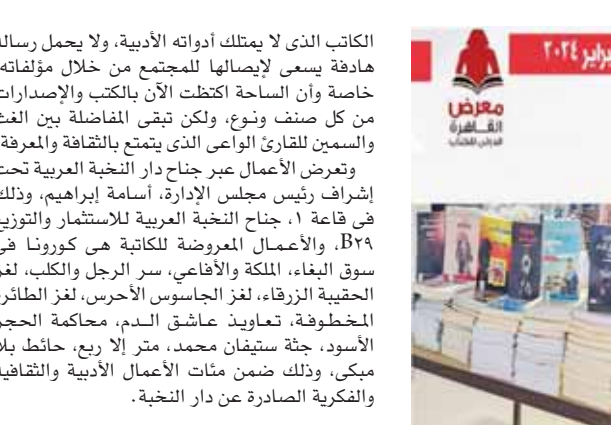 الكاتب الذى لا يمتلك أدواته الأدبية، ولا يحمل رسالة
هادفة يسعى لإيصالها للمجتمع من خلال مؤلفاته،
خاصة وأن الساحة اكتظت الآن بالكتب والإصدارات
من كل صنف ونوع، ولكن تبقى المفاضلة بين الغث
والسمين للقارئ الواعى الذى يتمتع بالثقافة والمعرفة.
وتعرض الأعمال عبر جناح دار النخبة العربية تحت
إشراف رئيس مجلس الإدارة، أسامة إبراهيم، وذلك
فى قاعة ١، جناح النخبة العربية للاستثمار والتوزيع
B٢٩، والأعمال المعروضة للكاتبة هى كورونا فى
سوق البغاء، الملكة والأفاعي، سر الرجل والكلب، لغز
الحقيبة الزرقاء، لغز الجاسوس الأحرس، لغز الطائرة
المخطوفة، تعاويذ عاشق الدم، محاكمة الحجر
الأسود، جثة ستيفان محمد، متر إلا ربع، حائط بلا
مبكى، وذلك ضمن مئات الأعمال الأدبية والثقافية
والفكرية الصادرة عن دار النخبة.
براير ٢٠٢٤
معرض
القاهرة
الدولى للكتاب